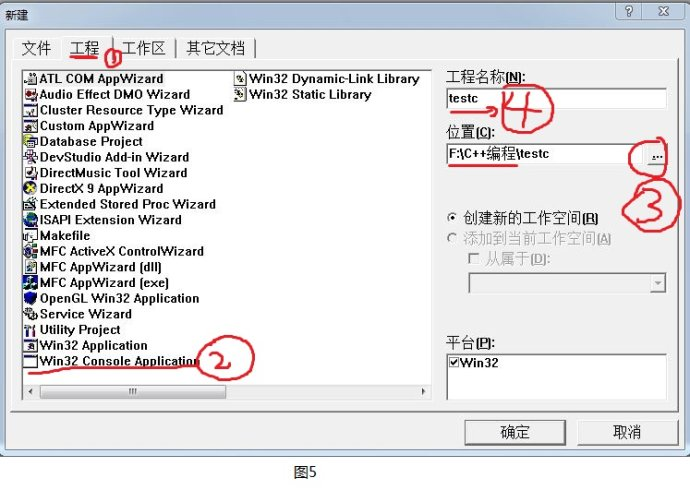 新建
文件 工程 工作区 其它文档
①
ATL COM AppWizard
Audio Effect DMO Wizard
Cluster Resource Type Wizard
Custom AppWizard
Database Project
DevStudio Add-in Wizard
DirectMusic Tool Wizard
DirectX 9 AppWizard
Extended Stored Proc Wizard
ISAPI Extension Wizard
Makefile
MFC ActiveX ControlWizard
MFC AppWizard (dll)
MFC AppWizard (exe)
OpenGL Win32 Application
Service Wizard
Utility Project
Win32 Application
Win32 Console Application
②
Win32 Dynamic-Link Library
Win32 Static Library
工程名称(N):
testc
④
位置(C):
F:\C++编程\testc
...
③
创建新的工作空间(R)
添加到当前工作空间(A)
从属于(D):
平台(P):
Win32
确定 取消
图5